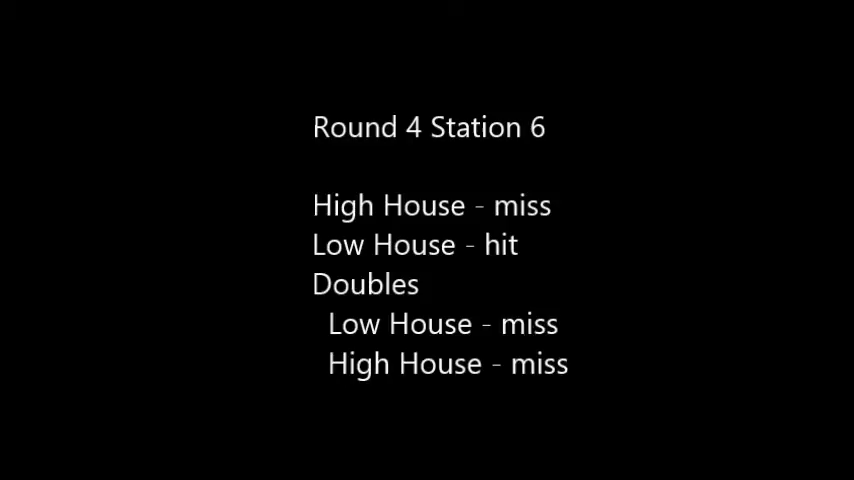 Round 4 Station 6
High House - miss
Low House - hit
Doubles
Low House - miss
High House - miss